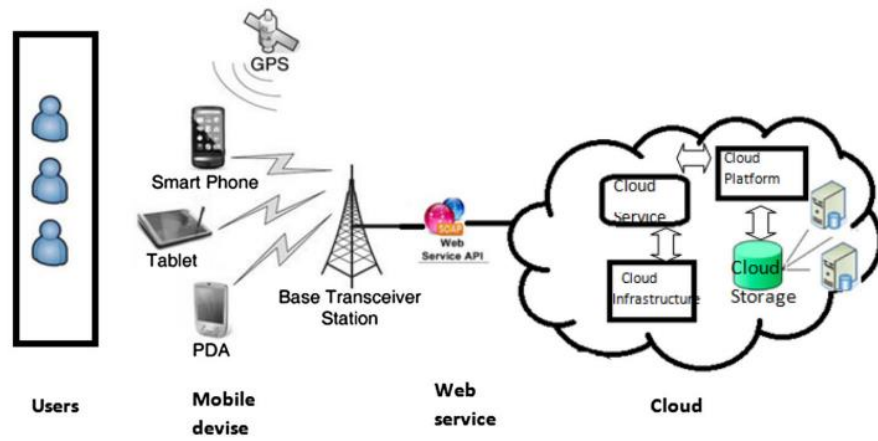 GPS
Smart Phone
Tablet
PDA
Base Transceiver
Station
SOAP
Web
Service API
Cloud
Service
Cloud
Platform
Cloud
Infrastructure
Cloud
Storage
Users
Mobile
devise
Web
service
Cloud